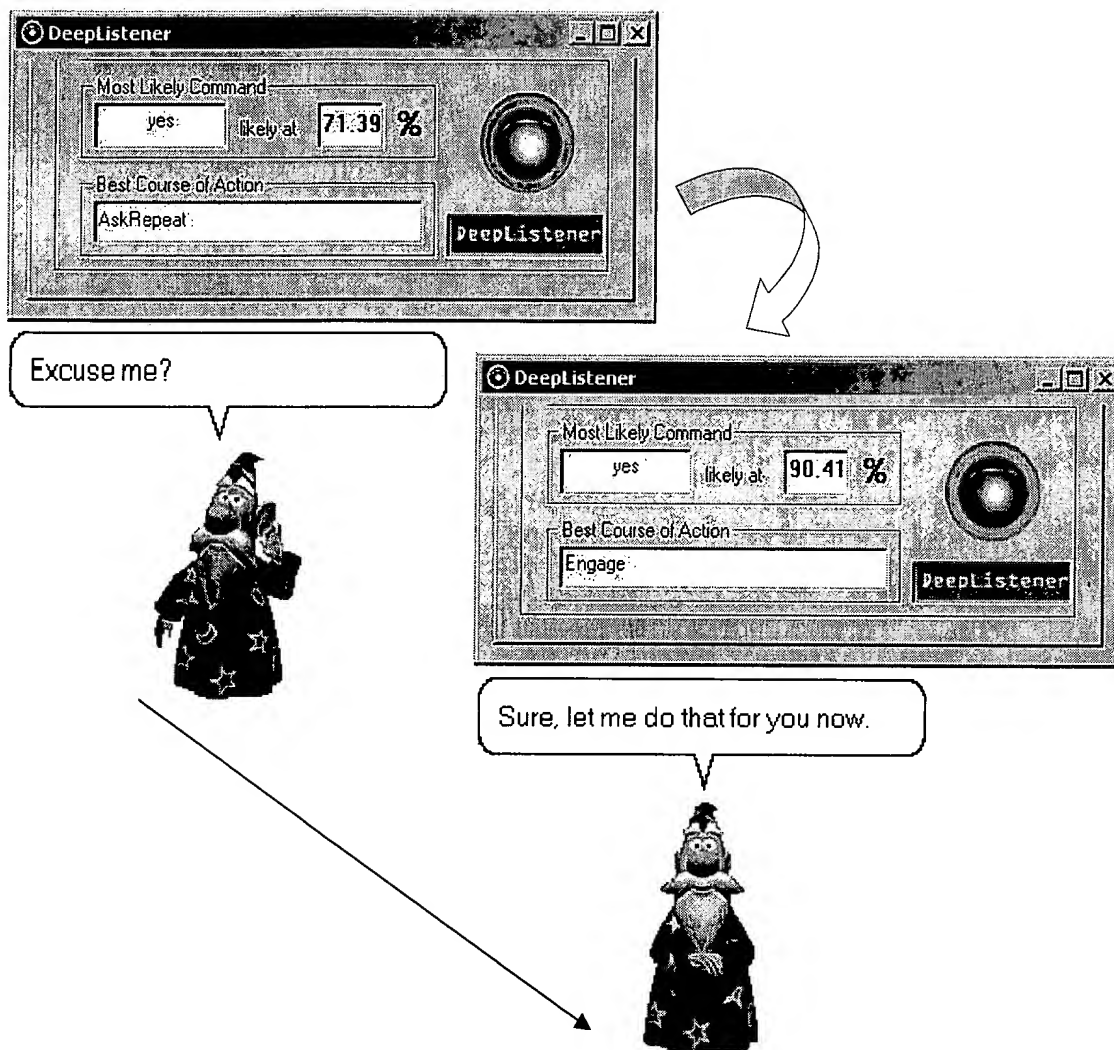 DeepListener
Most Likely Command
yes likely at 71.39 %
Best Course of Action
AskRepeat
DeepListener
Excuse me?
DeepListener
Most Likely Command
yes likely at 90.41 %
Best Course of Action
Engage
DeepListener
Sure, let me do that for you now.